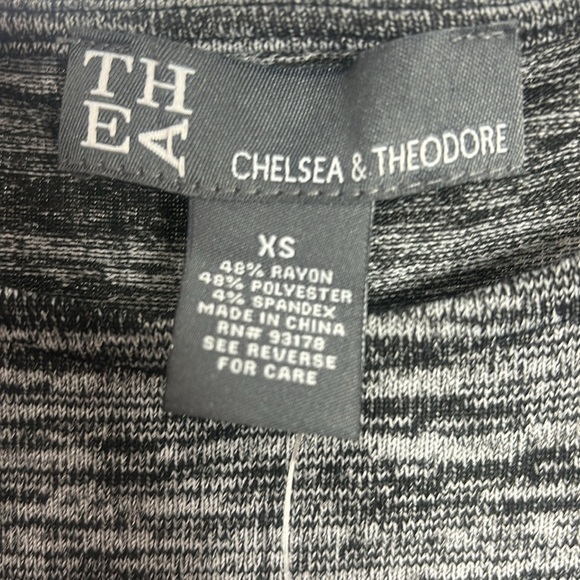 TH
EA
CHELSEA & THEODORE
XS
48% RAYON
48% POLYESTER
4% SPANDEX
MADE IN CHINA
RN# 93178
SEE REVERSE
FOR CARE